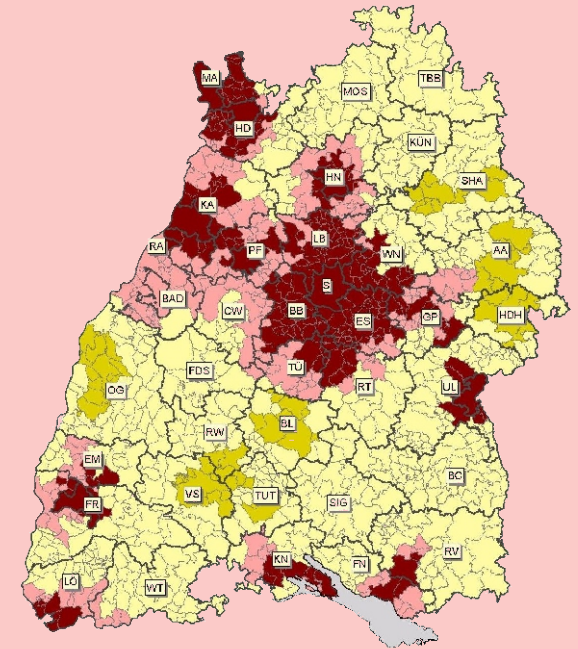 MA
TBB
MOS
HD
KÜN
HN
SHA
KA
LB
RA
PF
WN
AA
S
BAD
CW
BB
ES
GP
HDH
TÜ
FDS
RT
UL
OG
BL
RW
EM
BC
VS
TUT
FR
SIG
RV
KN
FN
LÖ
WT